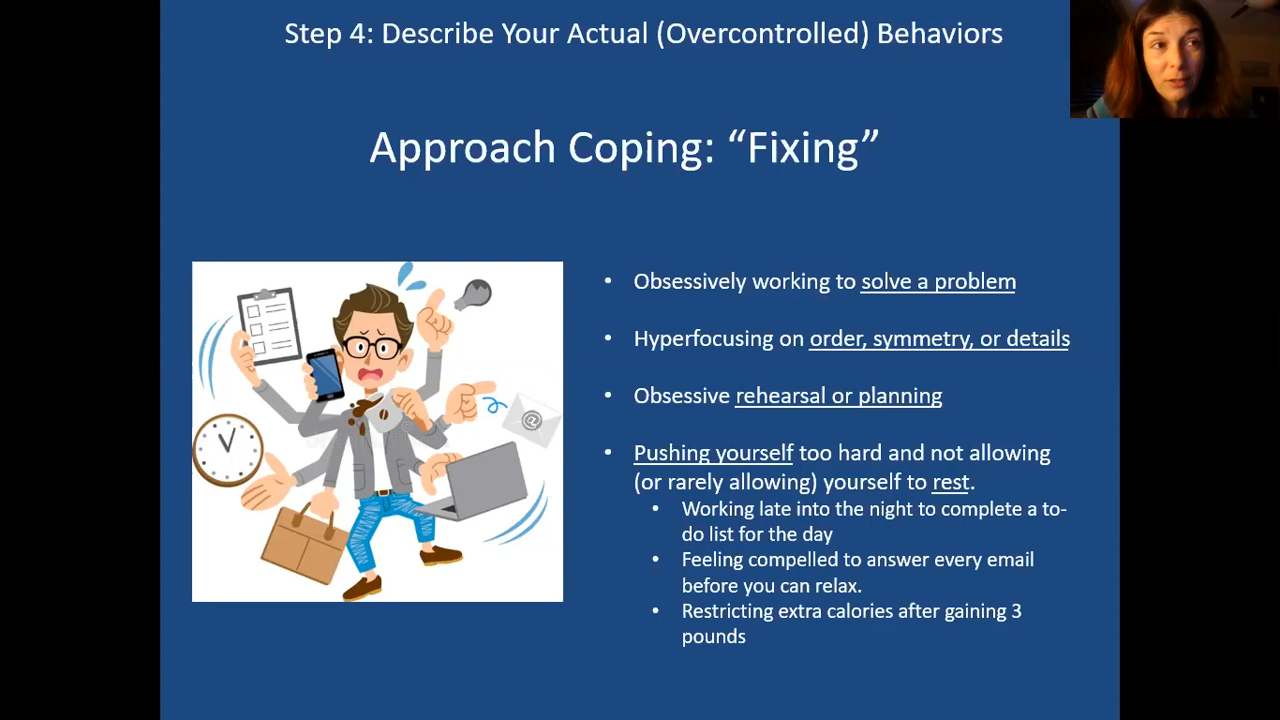 Step 4: Describe Your Actual (Overcontrolled) Behaviors
Approach Coping: “Fixing”
• Obsessively working to solve a problem
• Hyperfocusing on order, symmetry, or details
• Obsessive rehearsal or planning
• Pushing yourself too hard and not allowing
(or rarely allowing) yourself to rest.
• Working late into the night to complete a to-
do list for the day
• Feeling compelled to answer every email
before you can relax.
• Restricting extra calories after gaining 3
pounds
@